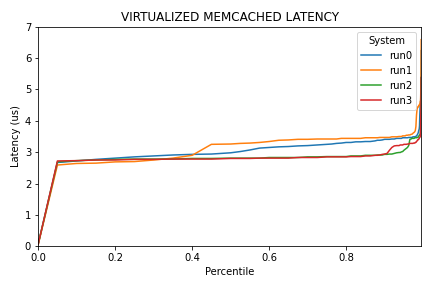 VIRTUALIZED MEMCACHED LATENCY
System
run0
run1
run2
run3
Latency (us)
7
6
5
4
3
2
1
0
0.0 0.2 0.4 0.6 0.8
Percentile